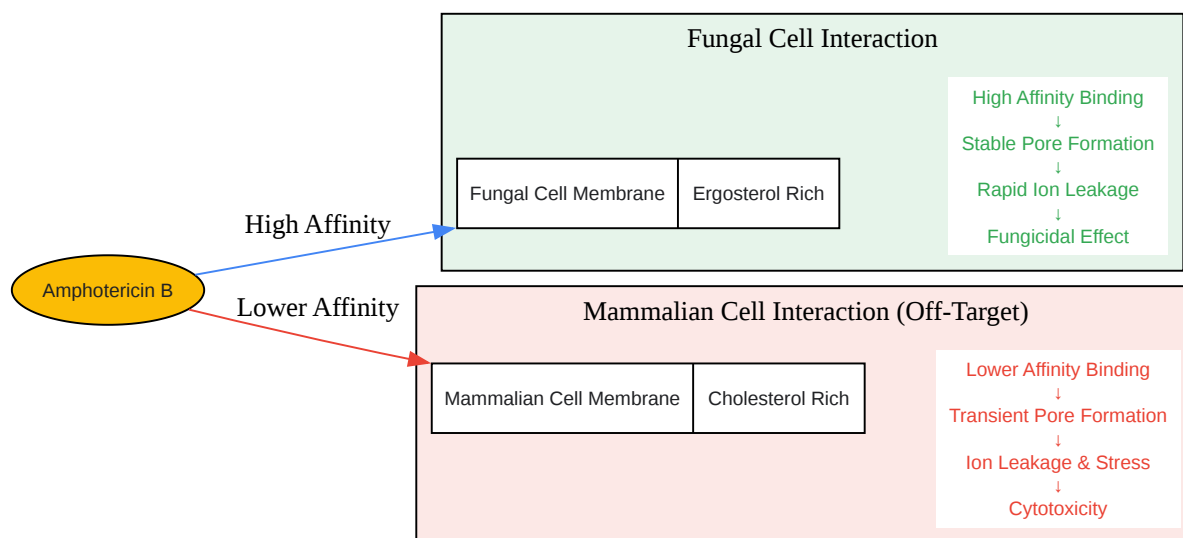 Fungal Cell Interaction
High Affinity Binding
↓
Stable Pore Formation
↓
Rapid Ion Leakage
↓
Fungicidal Effect
Fungal Cell Membrane
Ergosterol Rich
High Affinity
Amphotericin B
Lower Affinity
Mammalian Cell Interaction (Off-Target)
Mammalian Cell Membrane
Cholesterol Rich
Lower Affinity Binding
↓
Transient Pore Formation
↓
Ion Leakage & Stress
↓
Cytotoxicity